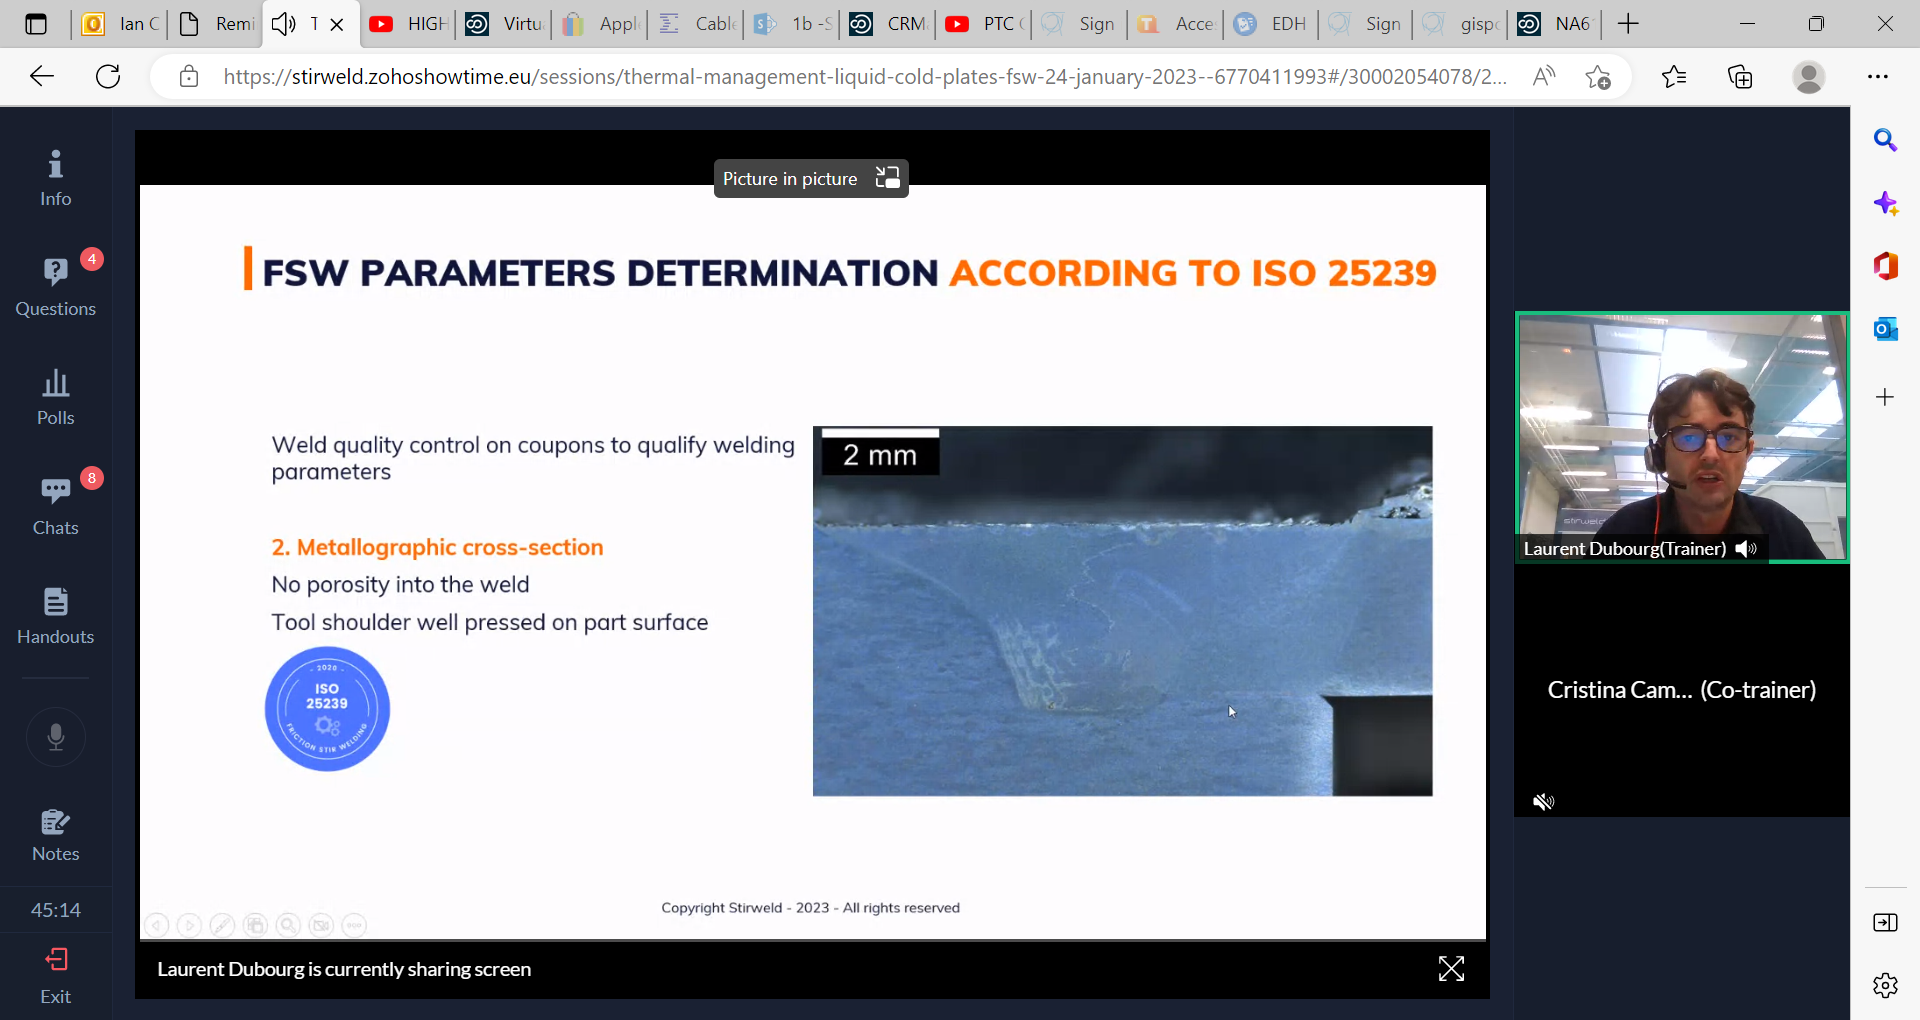 Ian C
Remi
T
HIGH
Virtu
Appl
Cabl
1b -S
CRM
PTC
Sign
Acce
EDH
Sign
gisp
NA6
https://stirweld.zohoshowtime.eu/sessions/thermal-management-liquid-cold-plates-fsw-24-january-2023--6770411993#/30002054078/2...
Info
4
Questions
Polls
8
Chats
Handouts
Notes
45:14
Exit
Picture in picture
FSW PARAMETERS DETERMINATION ACCORDING TO ISO 25239
Weld quality control on coupons to qualify welding
parameters
2. Metallographic cross-section
No porosity into the weld
Tool shoulder well pressed on part surface
2020
ISO
25239
FRICTION STIR WELDING
2 mm
Copyright Stirweld - 2023 - All rights reserved
Laurent Dubourg is currently sharing screen
stirweld
Laurent Dubourg(Trainer)
Cristina Cam... (Co-trainer)